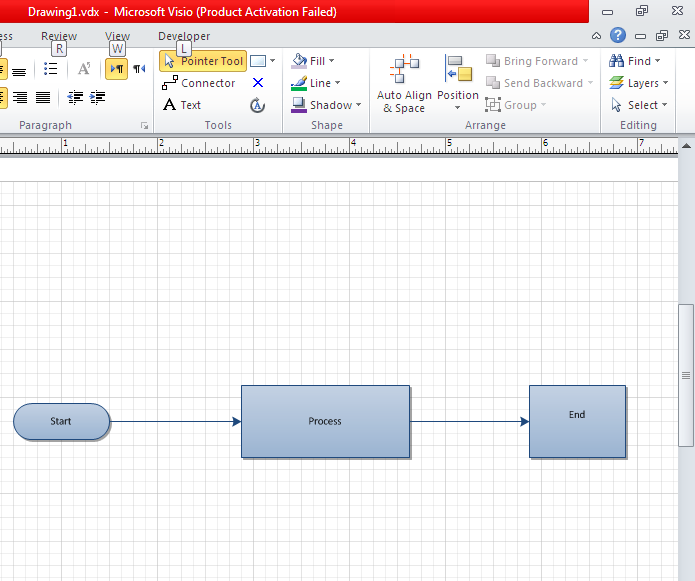 Drawing1.vdx - Microsoft Visio (Product Activation Failed)
ess Review View Developer
R W L
Pointer Tool Fill Bring Forward Find
Connector Line Auto Align & Space Position Send Backward Layers
A Text A Shadow Group Select
Paragraph Tools Shape Arrange Editing
1 2 3 4 5 6 7
Start Process End